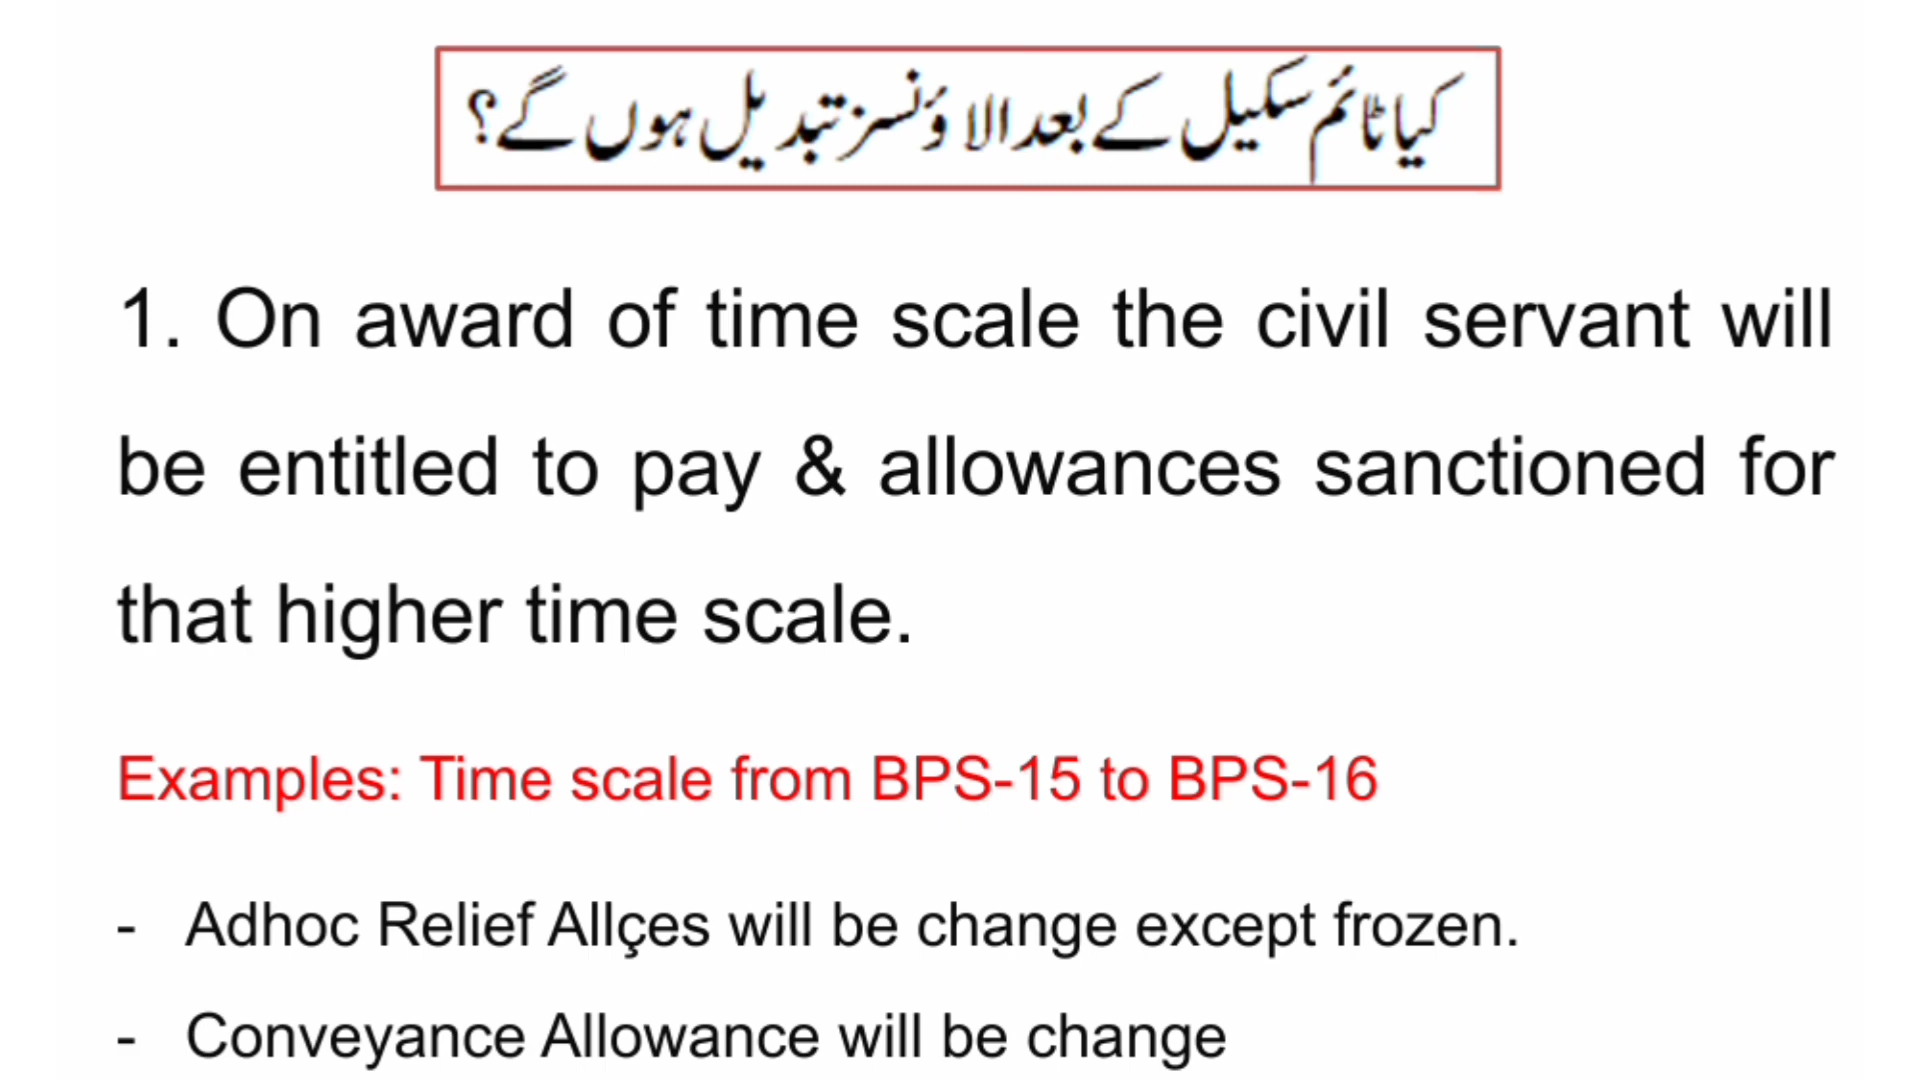 کیا ٹائم سکیل کے بعد الاؤنسز تبدیل ہوں گے؟
1. On award of time scale the civil servant will
be entitled to pay & allowances sanctioned for
that higher time scale.
Examples: Time scale from BPS-15 to BPS-16
- Adhoc Relief Allçes will be change except frozen.
- Conveyance Allowance will be change